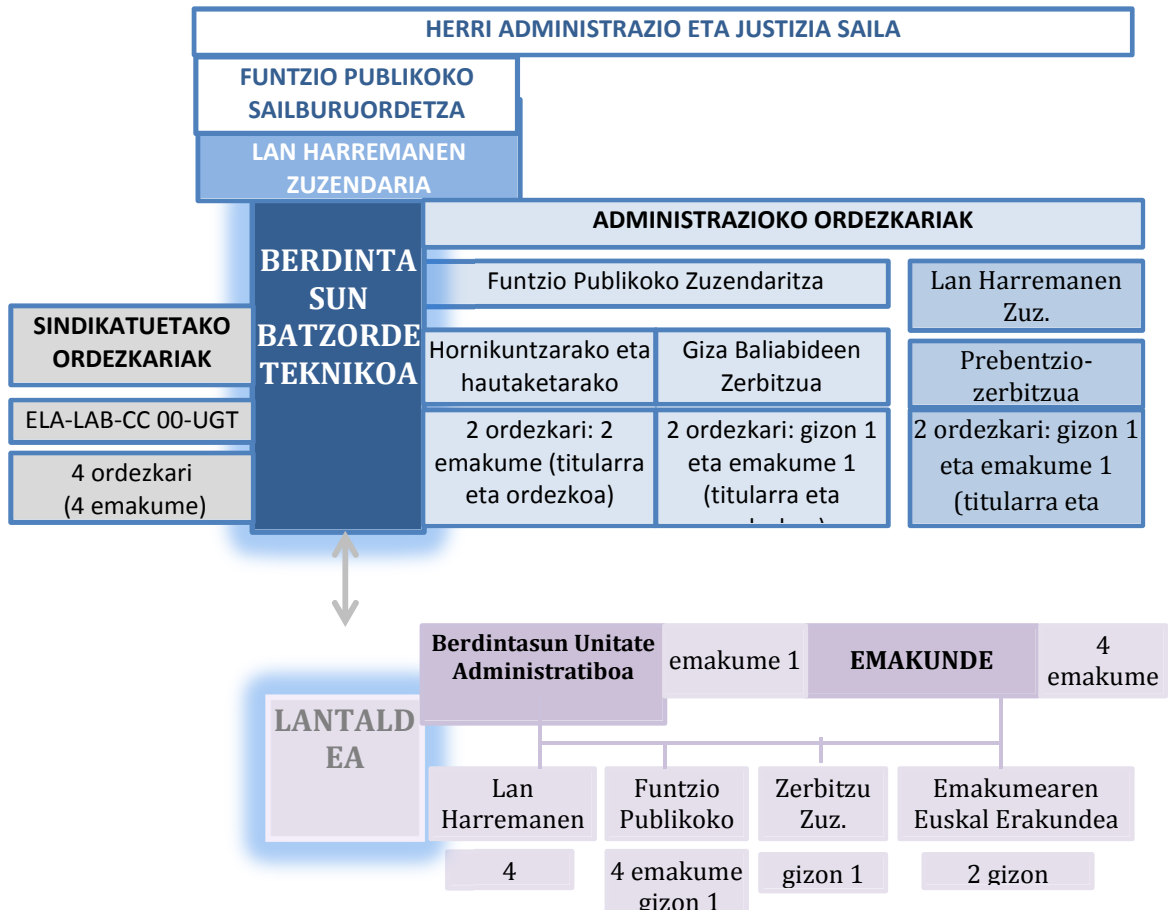 HERRI ADMINISTRAZIO ETA JUSTIZIA SAILA
FUNTZIO PUBLIKOKO
SAILBURUORDETZA
LAN HARREMANEN
ZUZENDARIA
BERDINTA
SUN
BATZORDE
TEKNIKOA
ADMINISTRAZIOKO ORDEZKARIAK
Funtzio Publikoko Zuzendaritza
Lan Harremanen
Zuz.
SINDIKATUETAKO
ORDEZKARIAK
Hornikuntzarako eta
hautaketarako
Giza Baliabideen
Zerbitzua
Prebentzio-
zerbitzua
ELA-LAB-CC 00-UGT
4 ordezkari
(4 emakume)
2 ordezkari: 2
emakume (titularra
eta ordezkoa)
2 ordezkari: gizon 1
eta emakume 1
(titularra eta
2 ordezkari: gizon 1
eta emakume 1
(titularra eta
Berdintasun Unitate
Administratiboa
emakume 1
EMAKUNDE
4
emakume
LANTALD
EA
Lan
Harremanen
Funtzio
Publikoko
Zerbitzu
Zuz.
Emakumearen
Euskal Erakundea
4
4 emakume
gizon 1
gizon 1
2 gizon